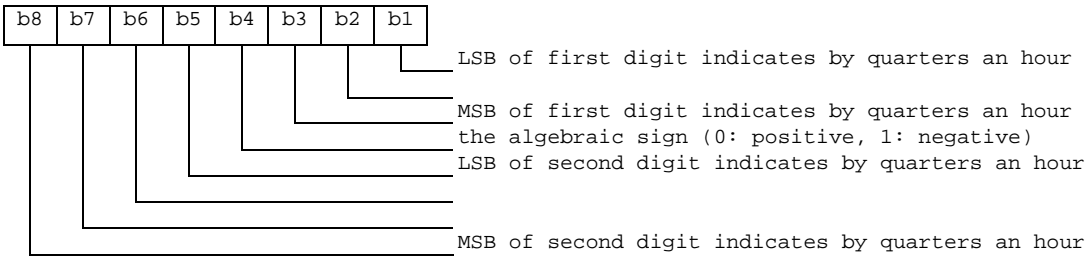 b8 b7 b6 b5 b4 b3 b2 b1
LSB of first digit indicates by quarters an hour
MSB of first digit indicates by quarters an hour
the algebraic sign (0: positive, 1: negative)
LSB of second digit indicates by quarters an hour
MSB of second digit indicates by quarters an hour